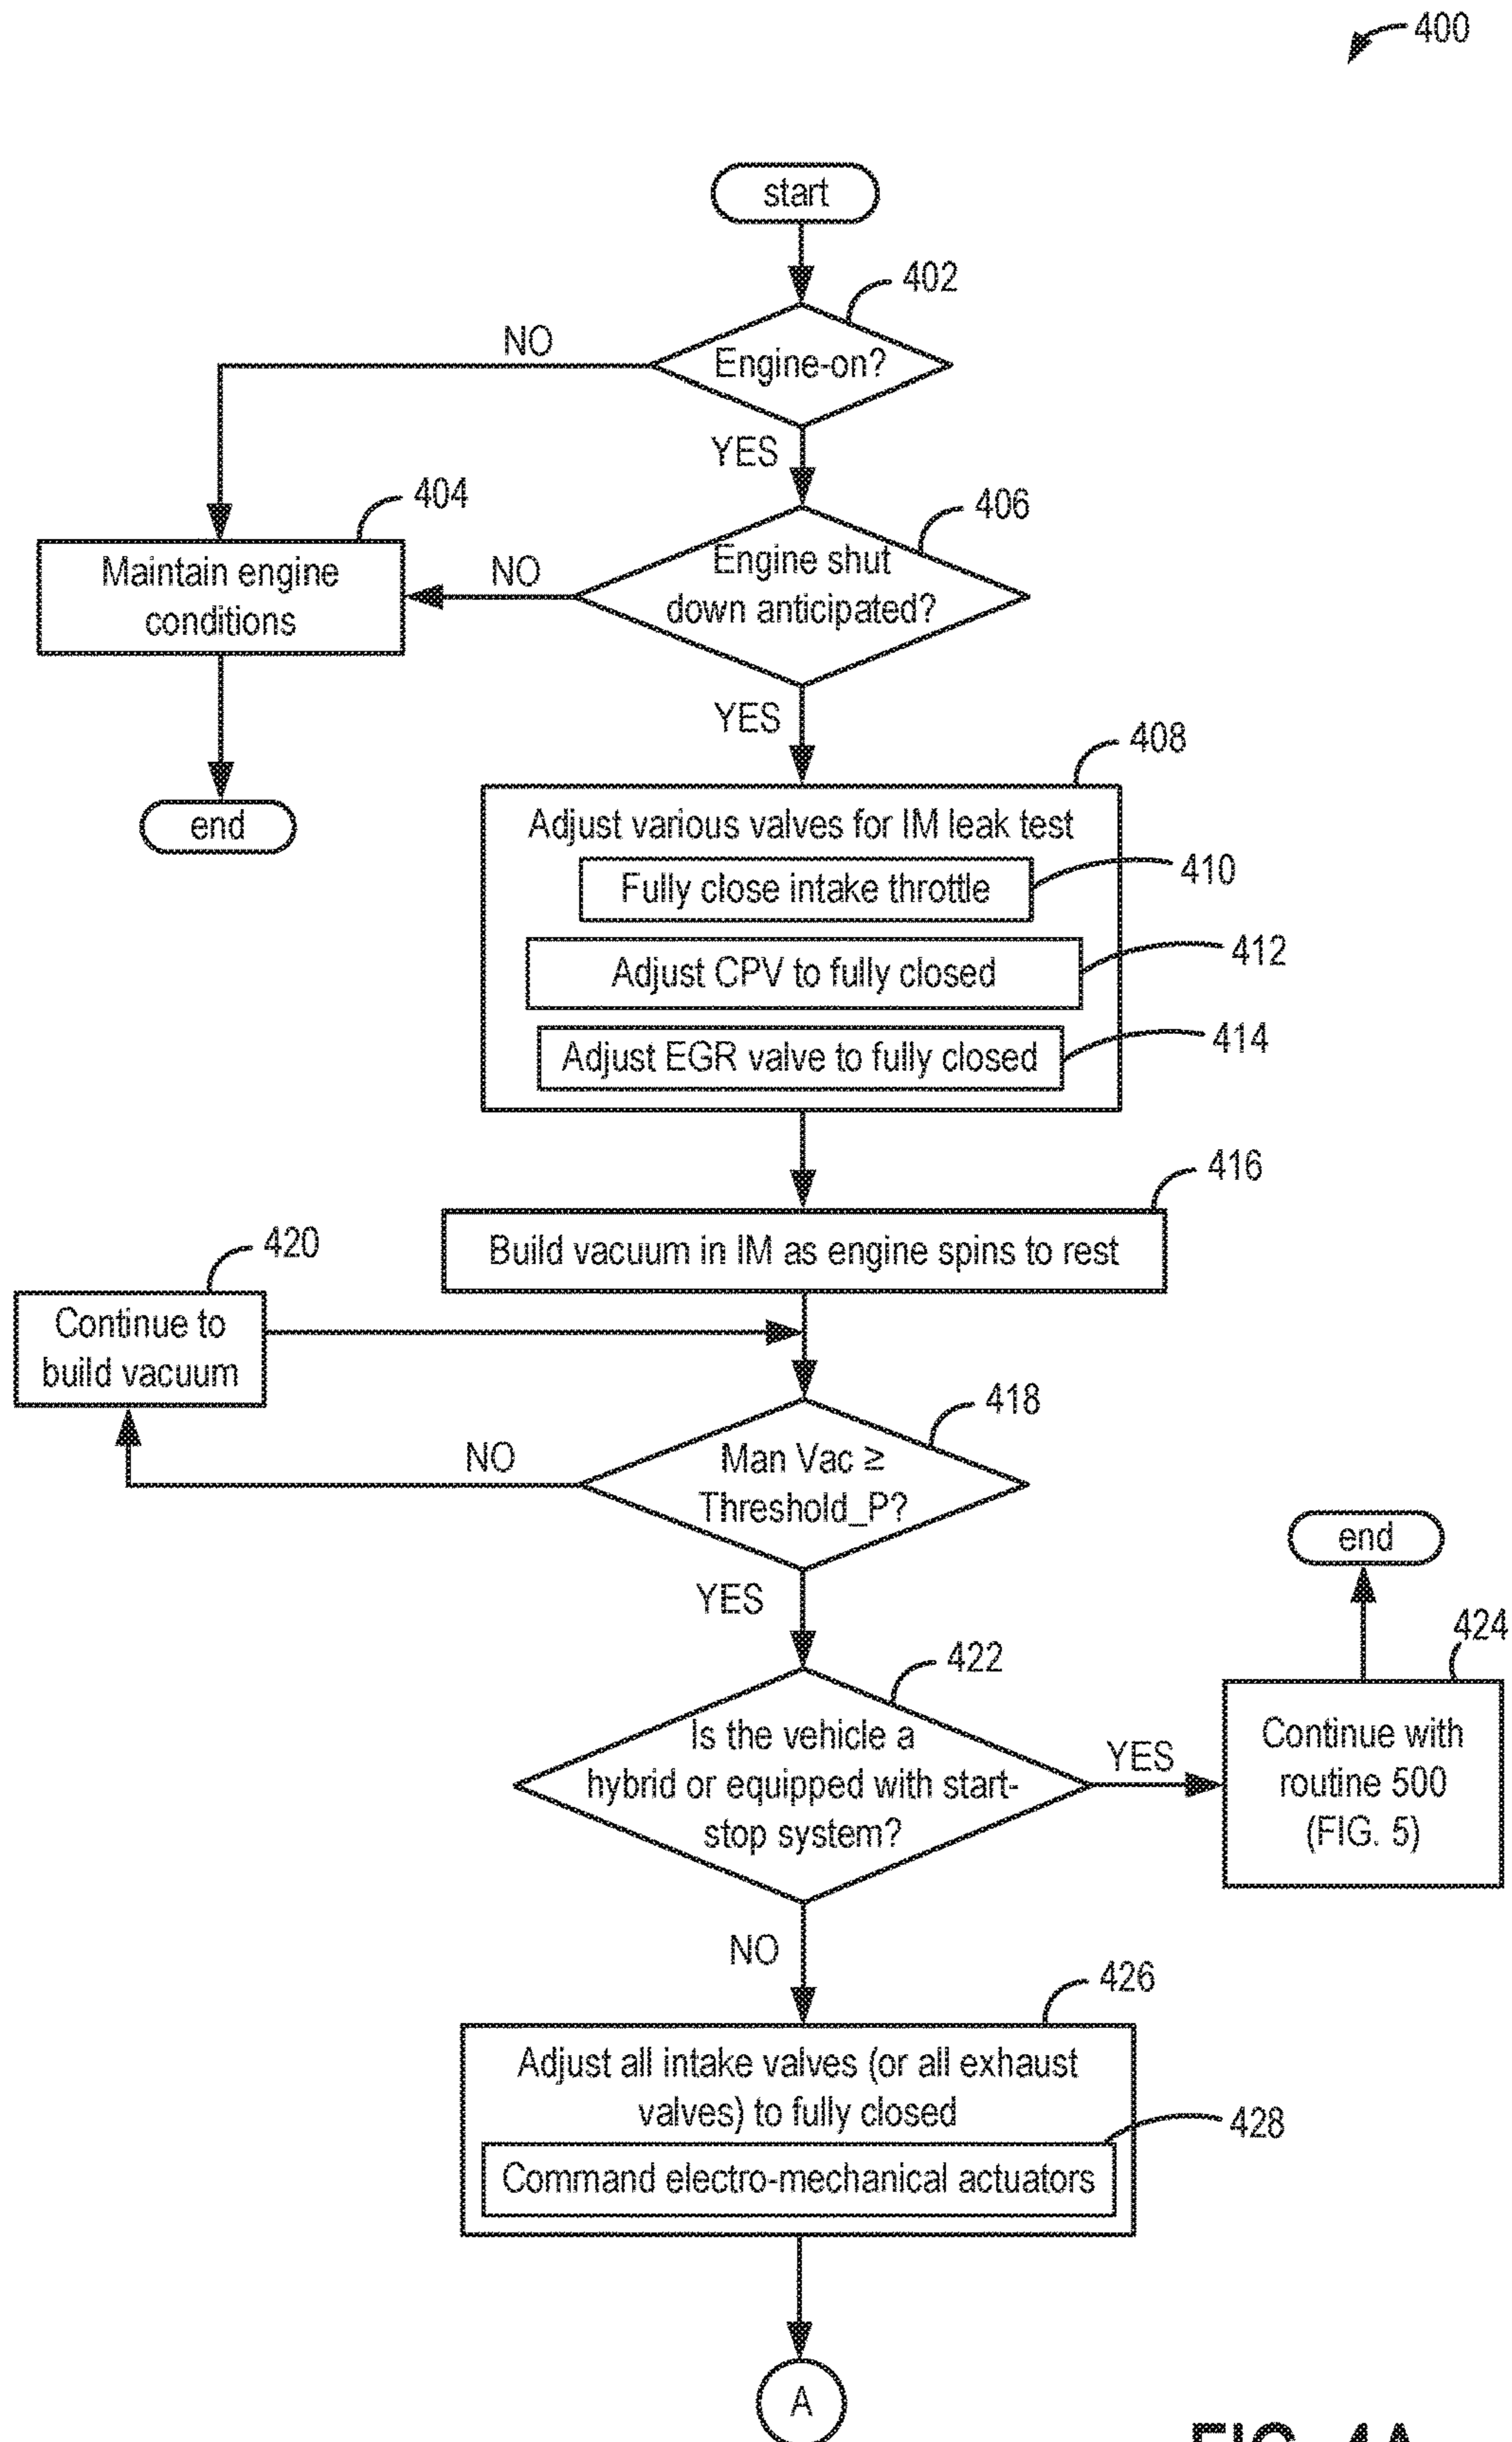 400
start
402
Engine-on?
NO
YES
404
406
Maintain engine
conditions
NO
Engine shut
down anticipated?
YES
end
408
Adjust various valves for IM leak test
Fully close intake throttle
410
Adjust CPV to fully closed
412
Adjust EGR valve to fully closed
414
416
Build vacuum in IM as engine spins to rest
420
Continue to
build vacuum
418
Man Vac ≥
Threshold_P?
NO
YES
end
422
424
Is the vehicle a
hybrid or equipped with start-
stop system?
YES
Continue with
routine 500
(FIG. 5)
NO
426
Adjust all intake valves (or all exhaust
valves) to fully closed
428
Command electro-mechanical actuators
A
FIG. 4A